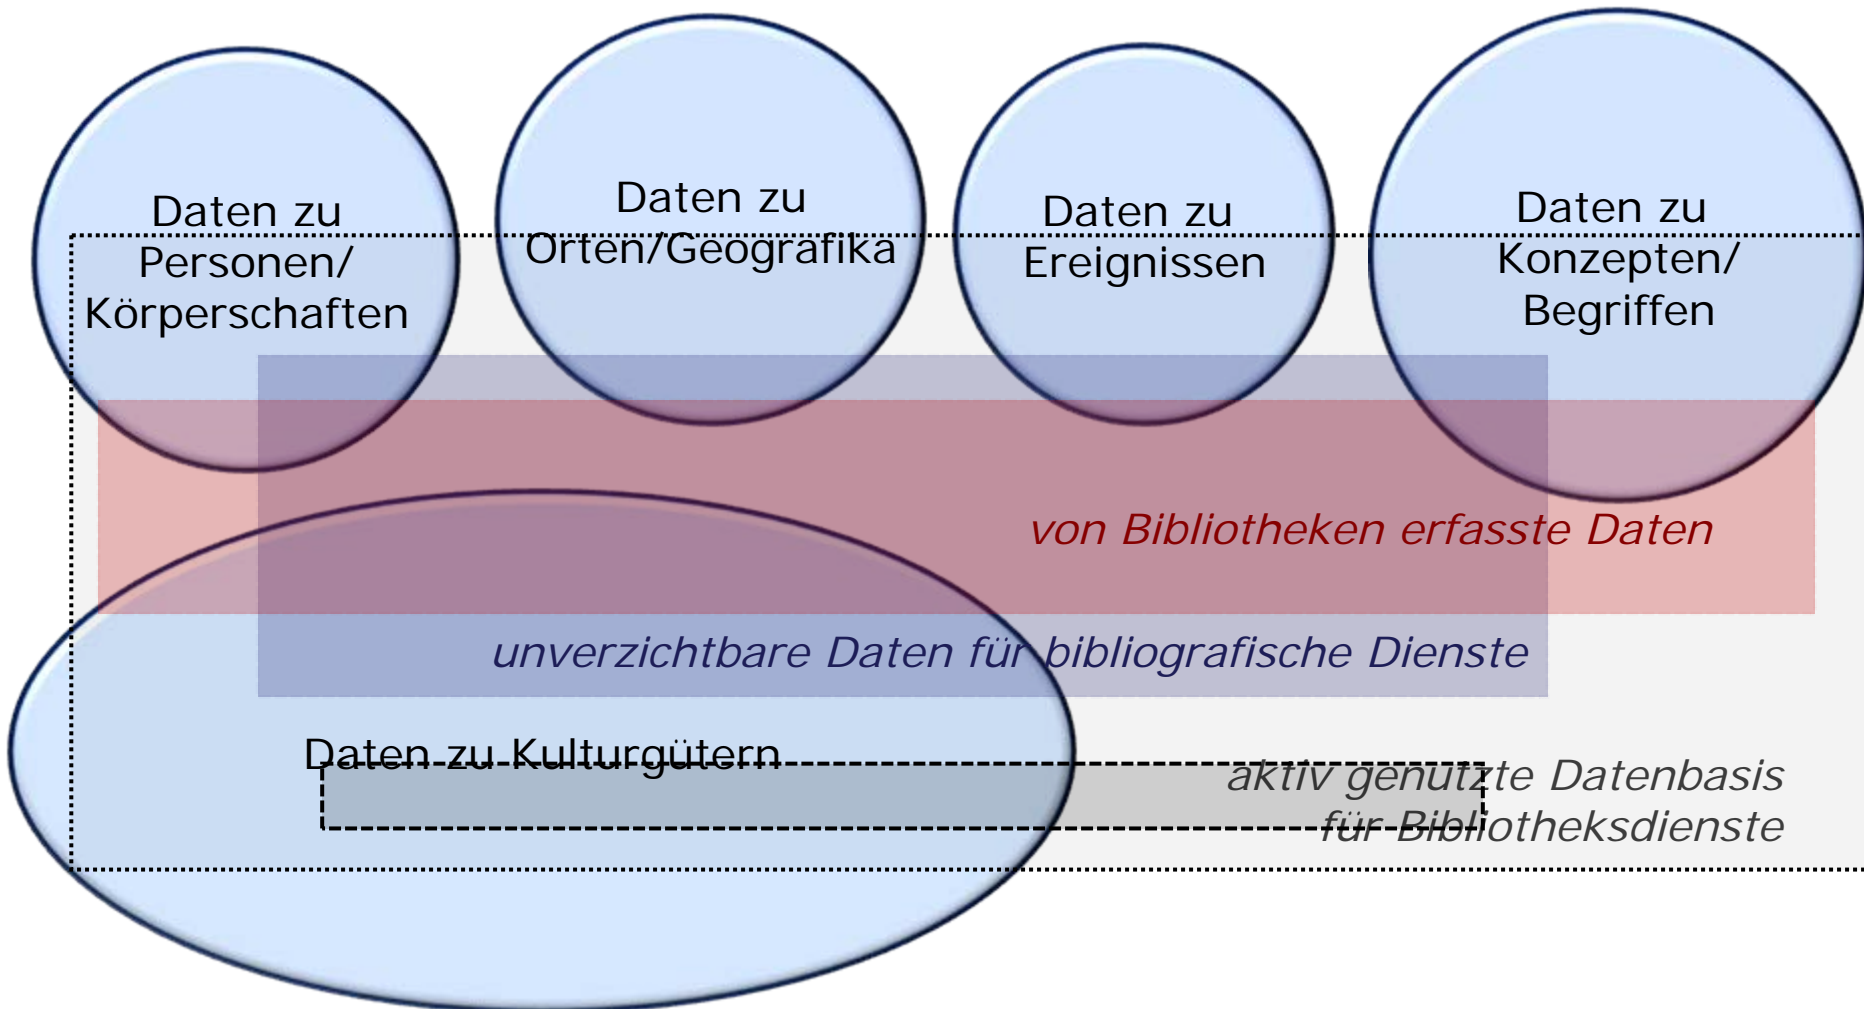 Daten zu
Personen/
Körperschaften
Daten zu
Orten/Geografika
Daten zu
Ereignissen
Daten zu
Konzepten/
Begriffen
von Bibliotheken erfasste Daten
unverzichtbare Daten für bibliografische Dienste
Daten zu Kulturgütern
aktiv genutzte Datenbasis
für Bibliotheksdienste